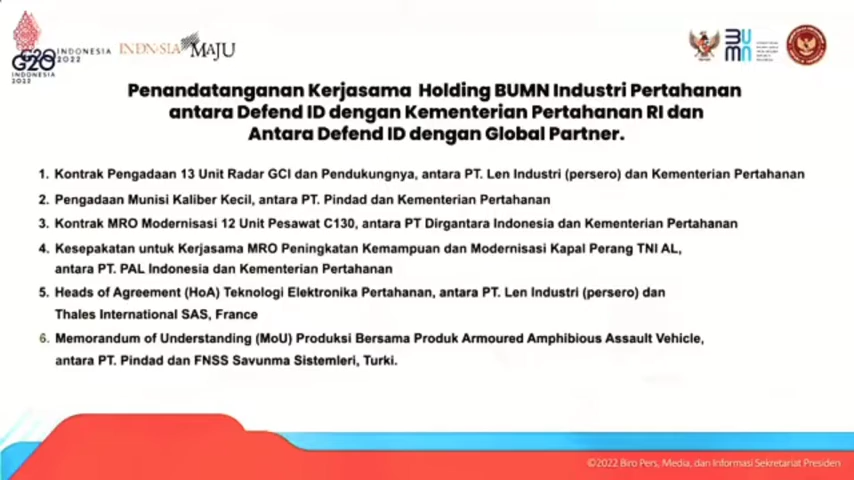 G20 INDONESIA 2022
G20
INDONESIA
2022
INDONESIA MAJU
BUMN
Penandatanganan Kerjasama Holding BUMN Industri Pertahanan
antara Defend ID dengan Kementerian Pertahanan RI dan
Antara Defend ID dengan Global Partner.
1. Kontrak Pengadaan 13 Unit Radar GCI dan Pendukungnya, antara PT. Len Industri (persero) dan Kementerian Pertahanan
2. Pengadaan Munisi Kaliber Kecil, antara PT. Pindad dan Kementerian Pertahanan
3. Kontrak MRO Modernisasi 12 Unit Pesawat C130, antara PT Dirgantara Indonesia dan Kementerian Pertahanan
4. Kesepakatan untuk Kerjasama MRO Peningkatan Kemampuan dan Modernisasi Kapal Perang TNI AL,
antara PT. PAL Indonesia dan Kementerian Pertahanan
5. Heads of Agreement (HoA) Teknologi Elektronika Pertahanan, antara PT. Len Industri (persero) dan
Thales International SAS, France
6. Memorandum of Understanding (MoU) Produksi Bersama Produk Armoured Amphibious Assault Vehicle,
antara PT. Pindad dan FNSS Savunma Sistemleri, Turki.
©2022 Biro Pers, Media, dan Informasi Sekretariat Presiden